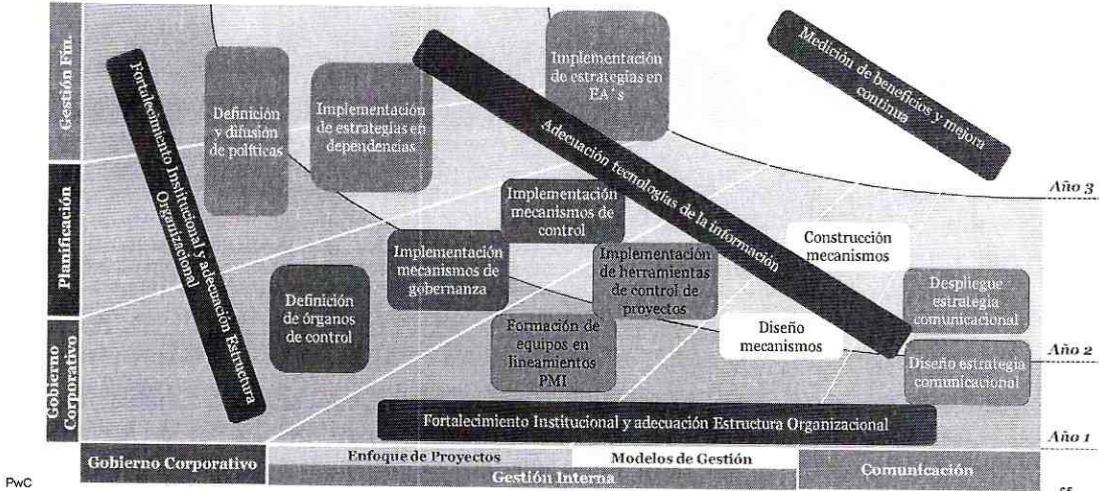 Gestión Fin.
Planificación
Gobierno
Corporativo
Fortalecimiento Institucional y adecuación Estructura
Organizacional
Definición
y difusión
de políticas
Implementación
de estrategias en
dependencias
Implementación
de estrategias en
EA´s
Medición de beneficios y mejora
continua
Adecuación tecnologías de la información
Implementación
mecanismos de
control
Implementación
mecanismos de
gobernanza
Implementación
de herramientas
de control de
proyectos
Construcción
mecanismos
Definición
de órganos
de control
Formación de
equipos en
lineamientos
PMI
Diseño
mecanismos
Despliegue
estrategia
comunicacional
Diseño estrategia
comunicacional
Fortalecimiento Institucional y adecuación Estructura Organizacional
Año 3
Año 2
Año 1
Gobierno Corporativo
Enfoque de Proyectos
Modelos de Gestión
Gestión Interna
Comunicación
PwC